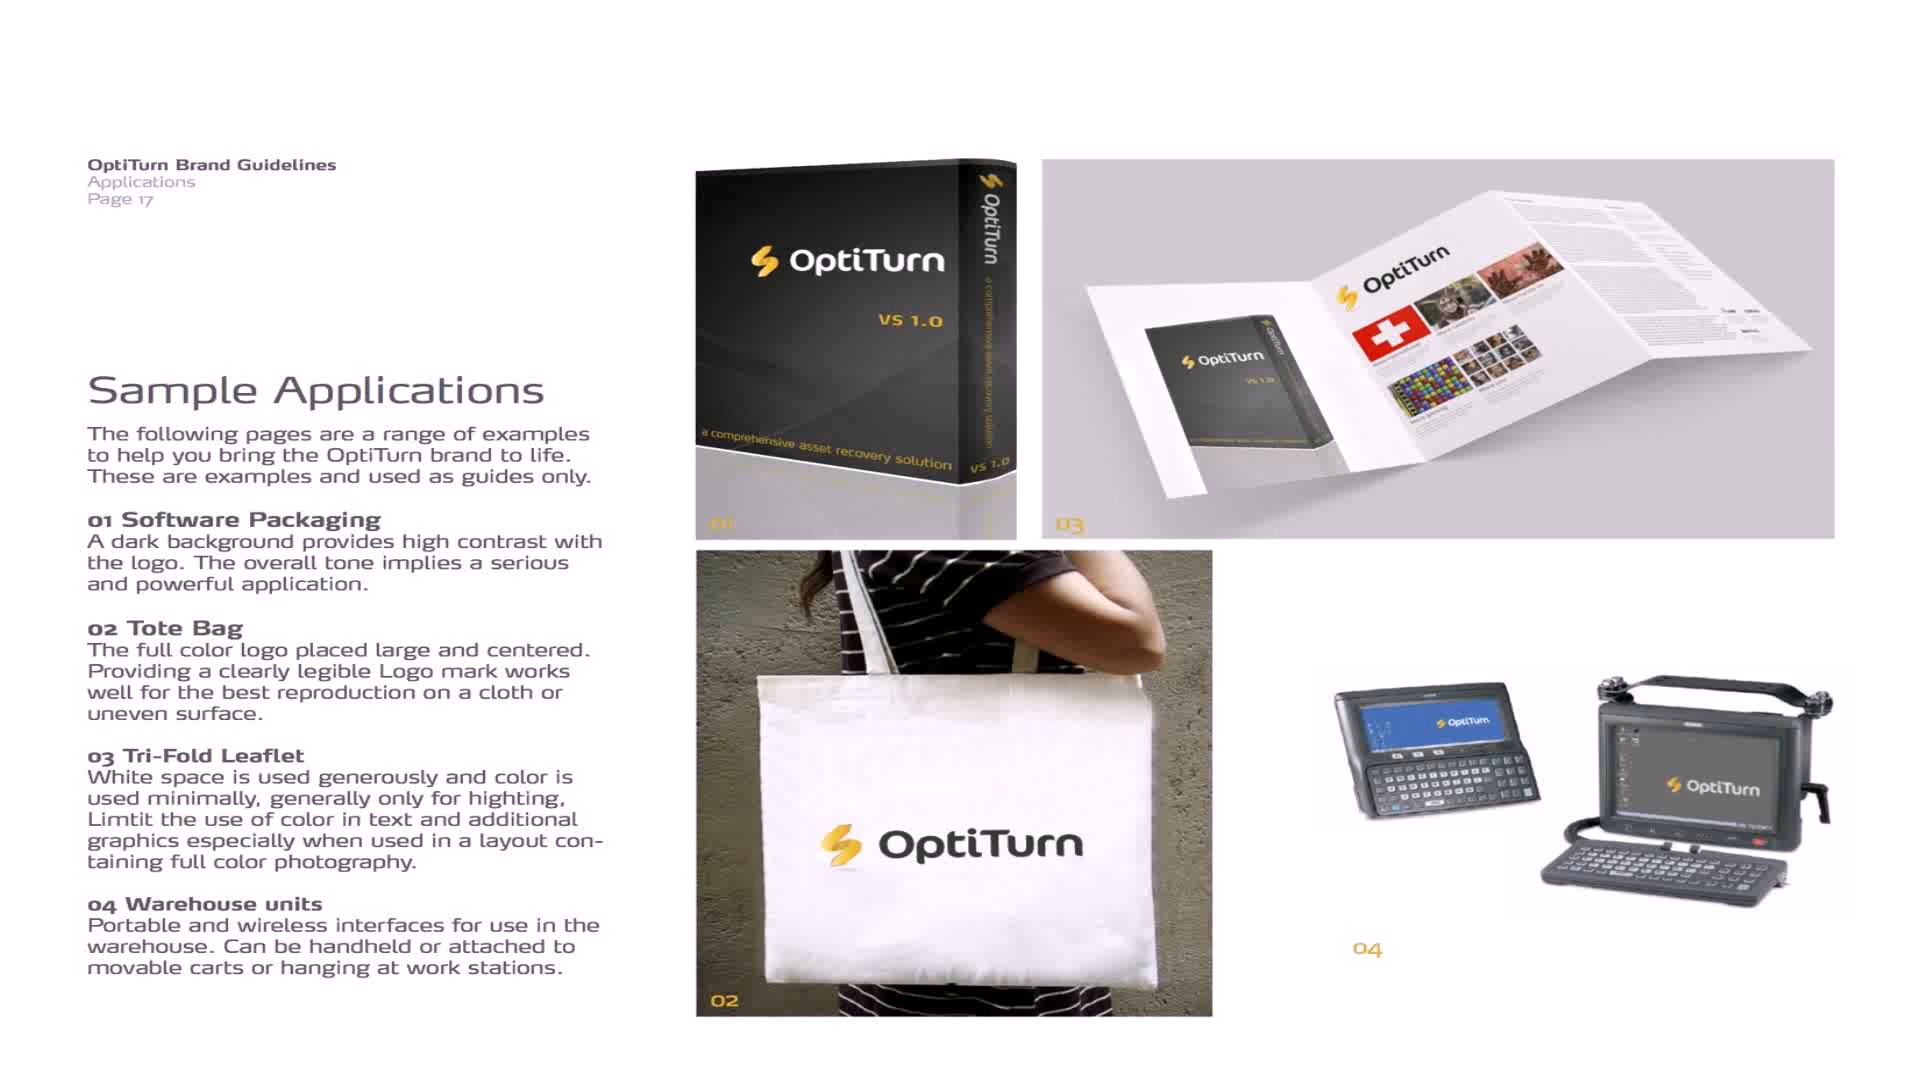 OptiTurn Brand Guidelines
Applications
Page 17
Sample Applications
The following pages are a range of examples
to help you bring the OptiTurn brand to life.
These are examples and used as guides only.
01 Software Packaging
A dark background provides high contrast with
the logo. The overall tone implies a serious
and powerful application.
02 Tote Bag
The full color logo placed large and centered.
Providing a clearly legible Logo mark works
well for the best reproduction on a cloth or
uneven surface.
03 Tri-Fold Leaflet
White space is used generously and color is
used minimally, generally only for highting,
Limtit the use of color in text and additional
graphics especially when used in a layout con-
taining full color photography.
04 Warehouse units
Portable and wireless interfaces for use in the
warehouse. Can be handheld or attached to
movable carts or hanging at work stations.
OptiTurn
VS 1.0
a comprehensive asset recovery solution
OptiTurn
a comprehensive asset recovery solution
VS 1.0
01
OptiTurn
OptiTurn
VS 1.0
OptiTurn
03
OptiTurn
02
OptiTurn
OptiTurn
04